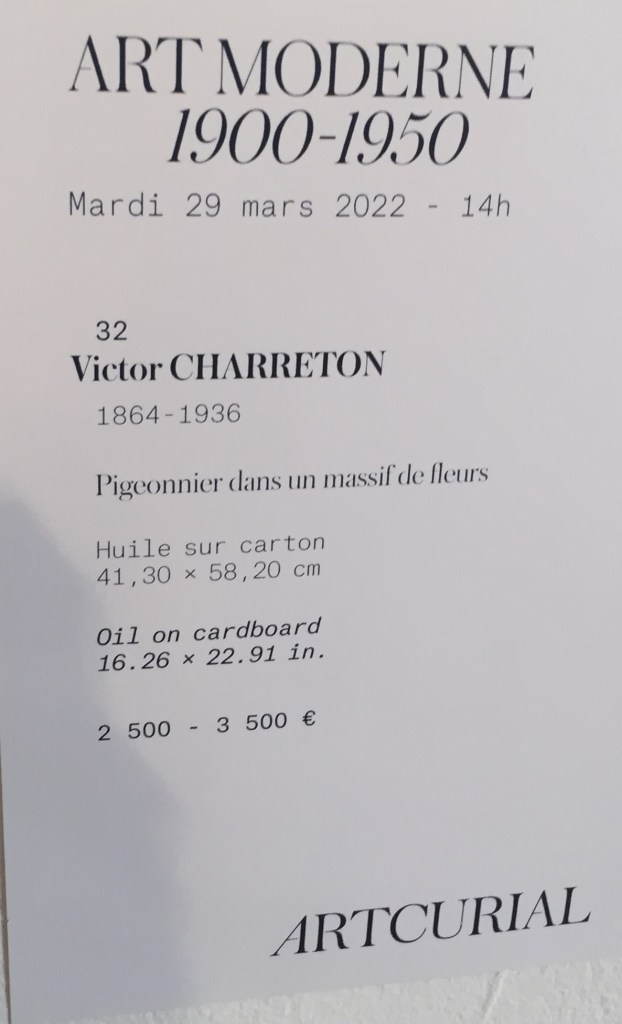 ART MODERNE
1900-1950
Mardi 29 mars 2022 - 14h
32
Victor CHARRETON
1864-1936
Pigeonnier dans un massif de fleurs
Huile sur carton
41,30 × 58,20 cm
Oil on cardboard
16.26 × 22.91 in.
2 500 - 3 500 €
ARTCURIAL